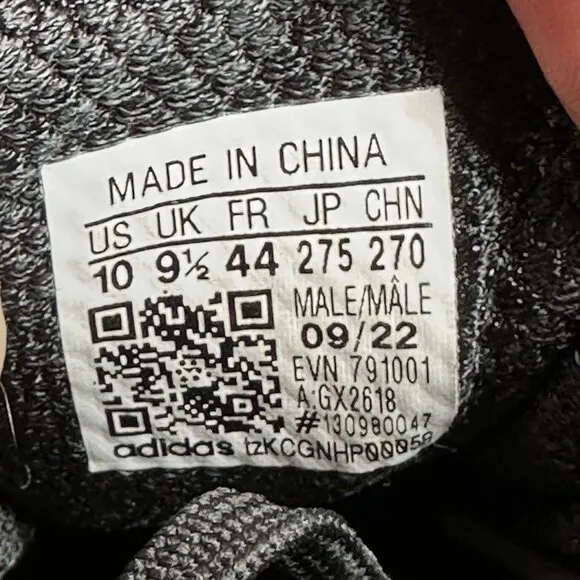 MADE IN CHINA
US UK FR JP CHN
10 9½ 44 275 270
MALE/MÂLE
09/22
EVN 791001
A:GX2618
#130980047
adidas